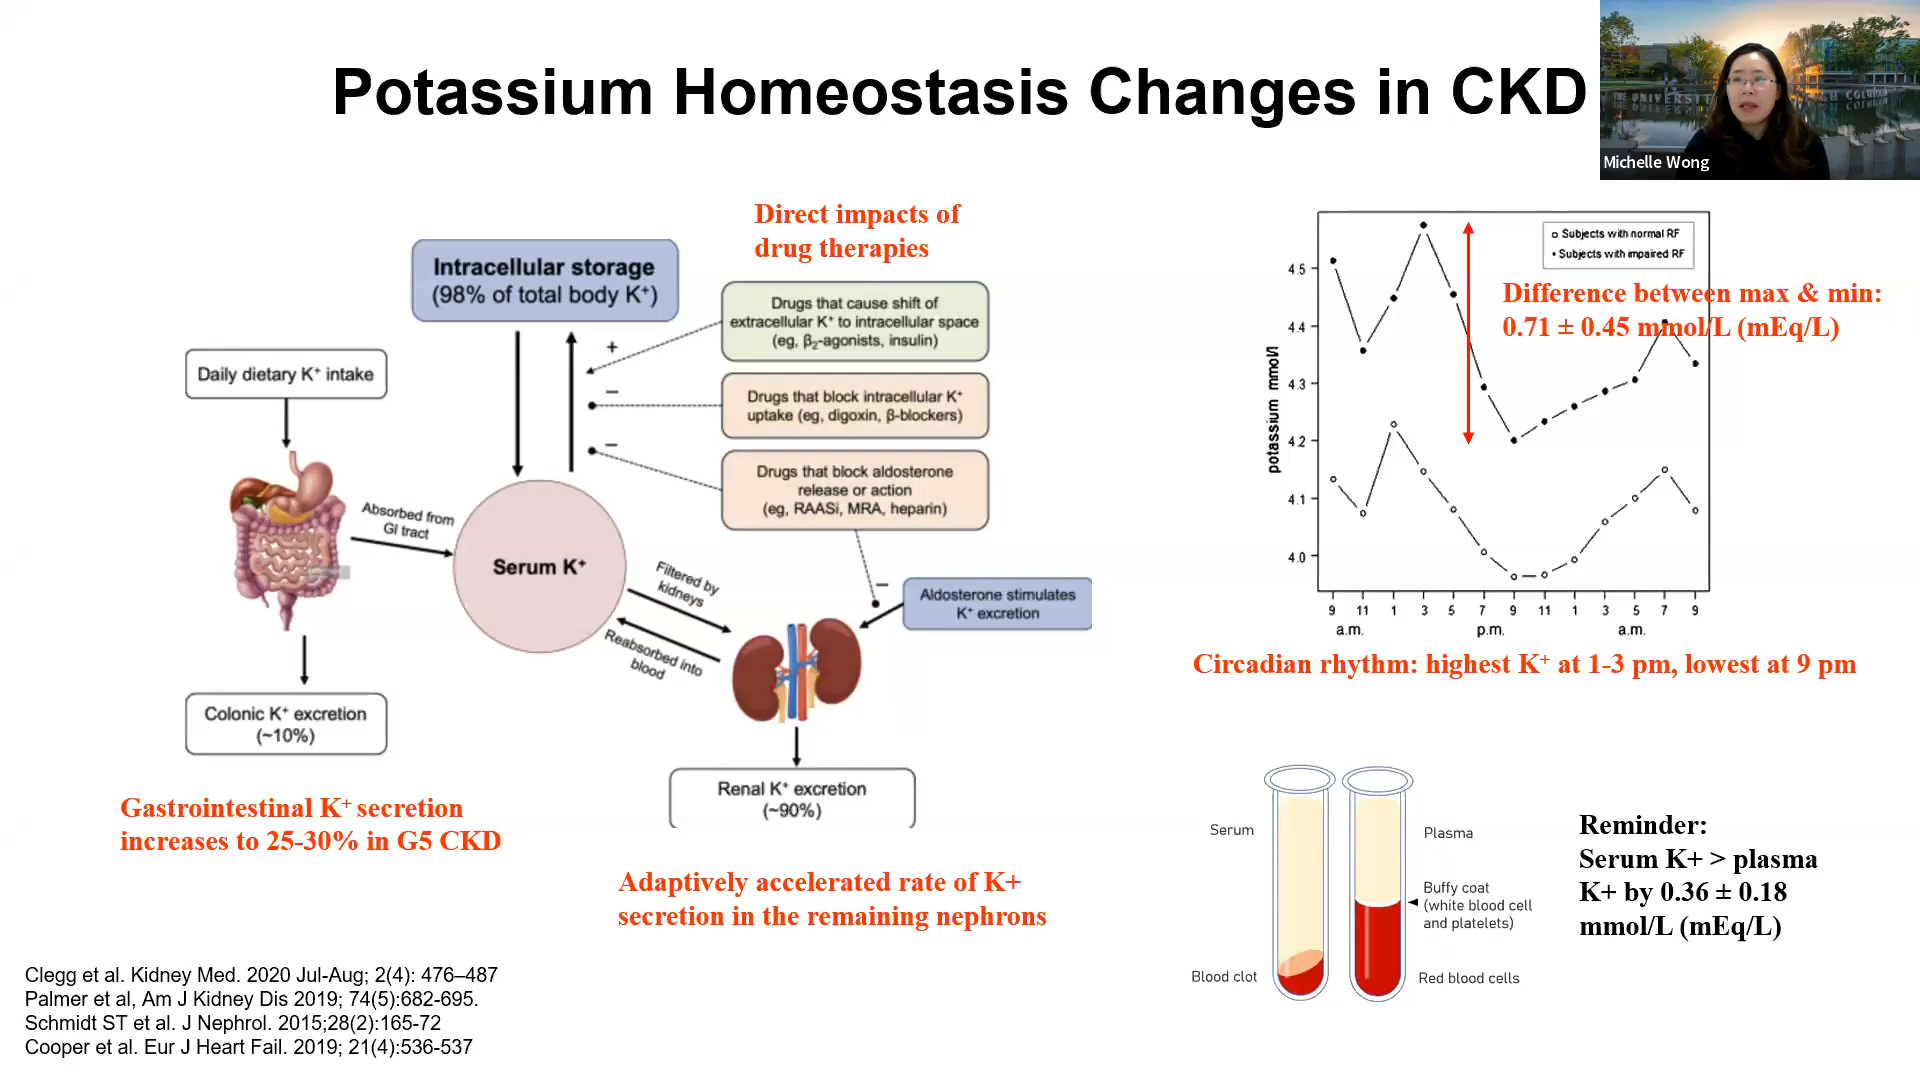 Potassium Homeostasis Changes in CKD
Michelle Wong
Direct impacts of
drug therapies
Intracellular storage
(98% of total body K⁺)
Drugs that cause shift of
extracellular K⁺ to intracellular space
(eg, β₂-agonists, insulin)
+
Daily dietary K⁺ intake
−
Drugs that block intracellular K⁺
uptake (eg, digoxin, β-blockers)
−
Drugs that block aldosterone
release or action
(eg, RAASi, MRA, heparin)
Absorbed from
GI tract
Serum K⁺
Filtered by
kidneys
−
Aldosterone stimulates
K⁺ excretion
Reabsorbed into
blood
Colonic K⁺ excretion
(~10%)
Renal K⁺ excretion
(~90%)
Gastrointestinal K⁺ secretion
increases to 25-30% in G5 CKD
Adaptively accelerated rate of K+
secretion in the remaining nephrons
Subjects with normal RF
Subjects with impaired RF
Difference between max & min:
0.71 ± 0.45 mmol/L (mEq/L)
potassium mmol/l
4.5
4.4
4.3
4.2
4.1
4.0
9 11 1 3 5 7 9 11 1 3 5 7 9
a.m. p.m. a.m.
Circadian rhythm: highest K⁺ at 1-3 pm, lowest at 9 pm
Serum
Plasma
Buffy coat
(white blood cell
and platelets)
Blood clot
Red blood cells
Reminder:
Serum K+ > plasma
K+ by 0.36 ± 0.18
mmol/L (mEq/L)
Clegg et al. Kidney Med. 2020 Jul-Aug; 2(4): 476–487
Palmer et al, Am J Kidney Dis 2019; 74(5):682-695.
Schmidt ST et al. J Nephrol. 2015;28(2):165-72
Cooper et al. Eur J Heart Fail. 2019; 21(4):536-537